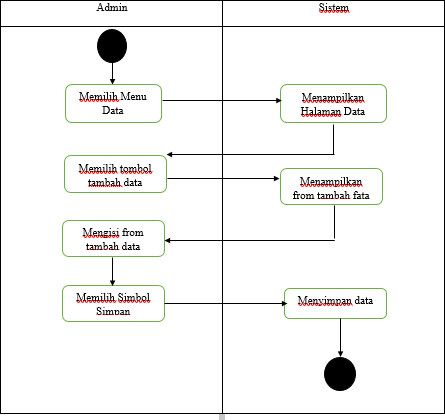 Admin
Sistem
Memilih Menu
Data
Menampilkan
Halaman Data
Memilih tombol
tambah data
Menampilkan
from tambah fata
Mengisi from
tambah data
Memilih Simbol
Simpan
Menyimpan data